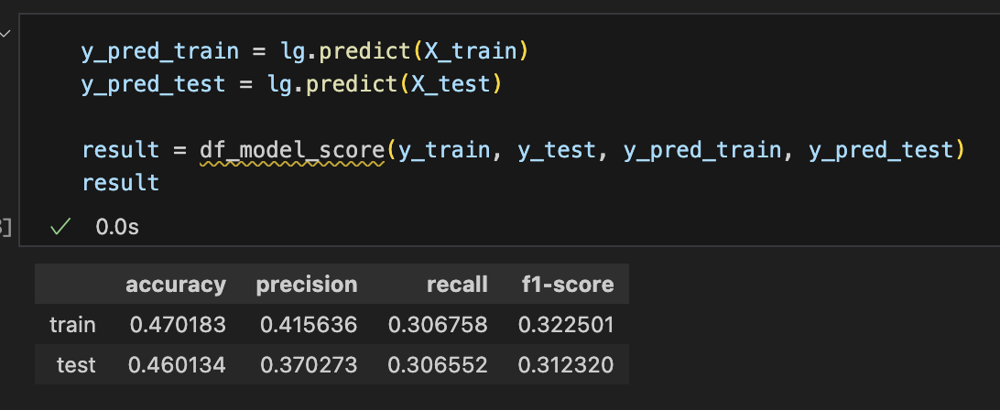 y_pred_train = lg.predict(X_train)
y_pred_test = lg.predict(X_test)
result = df_model_score(y_train, y_test, y_pred_train, y_pred_test)
result
0.0s
accuracy precision recall f1-score
train 0.470183 0.415636 0.306758 0.322501
test 0.460134 0.370273 0.306552 0.312320